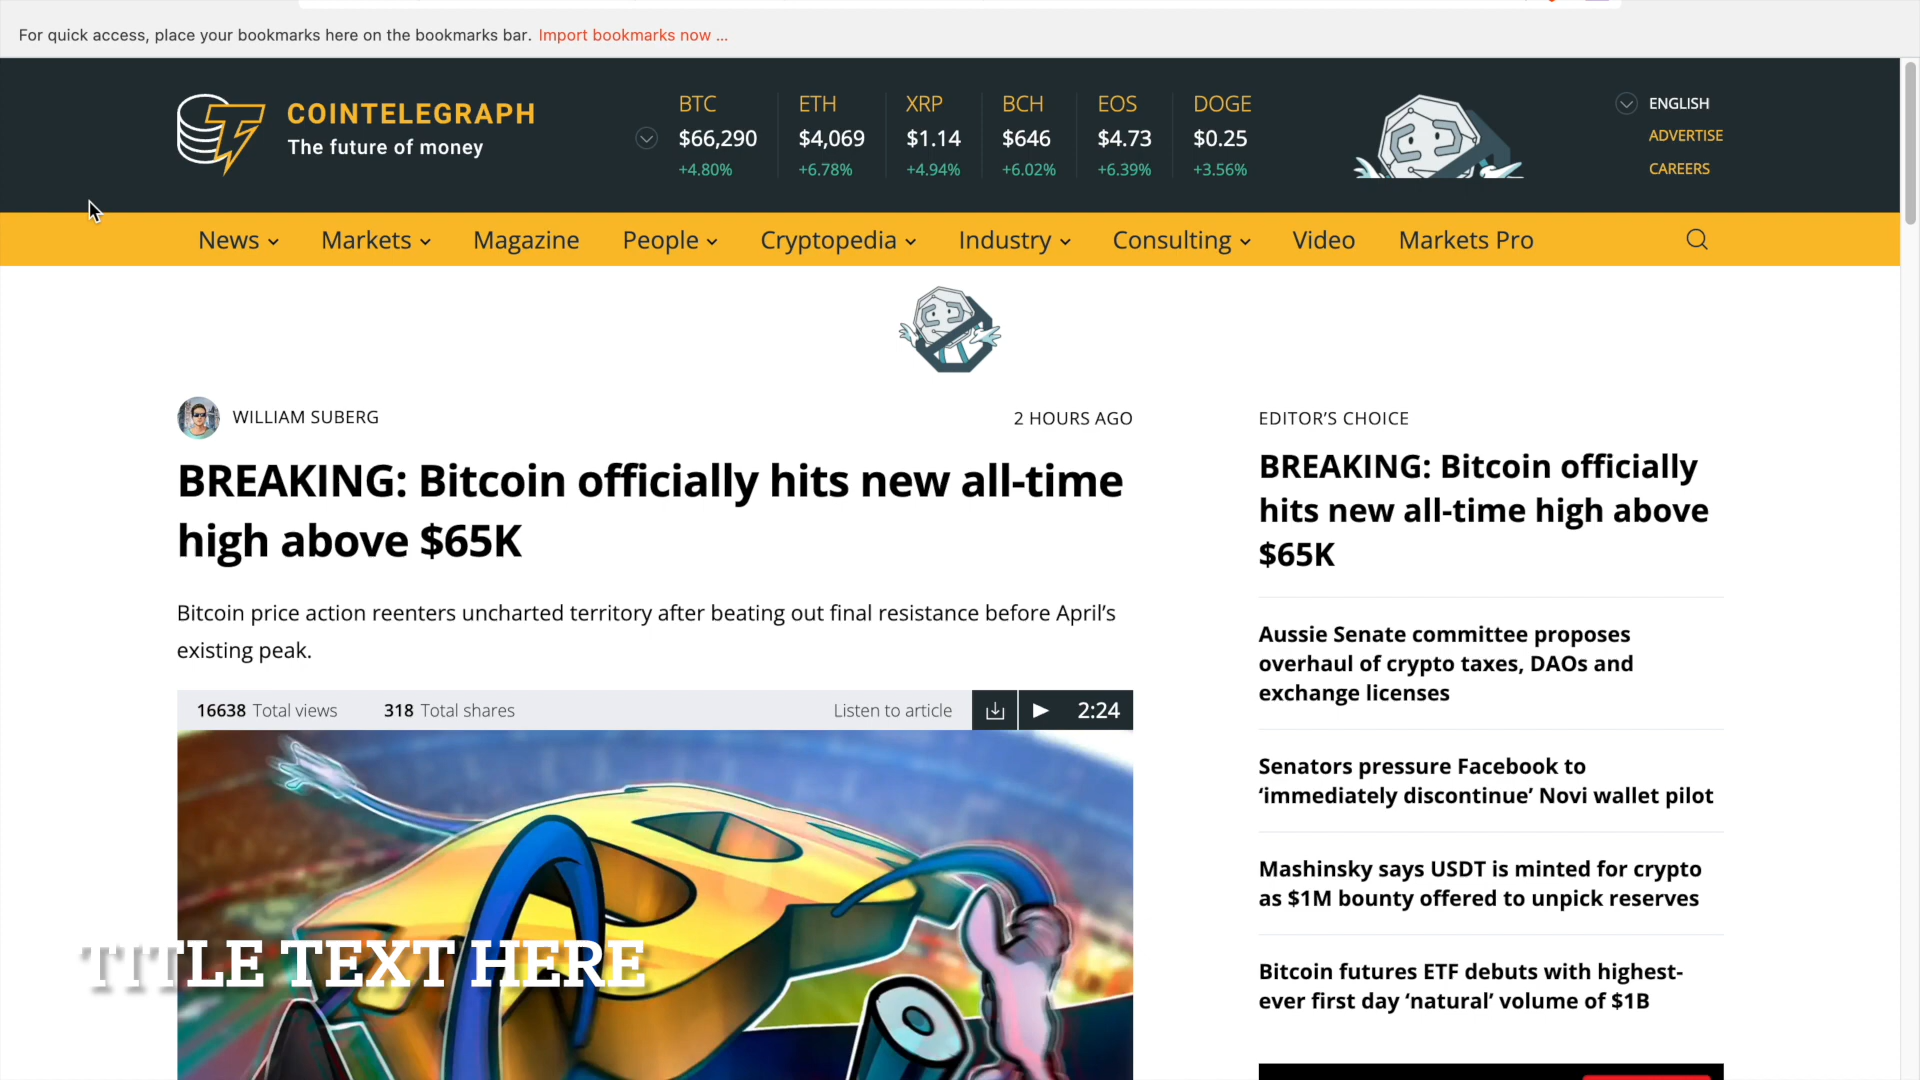 For quick access, place your bookmarks here on the bookmarks bar. Import bookmarks now ...
COINTELEGRAPH
The future of money
BTC ETH XRP BCH EOS DOGE
$66,290 $4,069 $1.14 $646 $4.73 $0.25
+4.80% +6.78% +4.94% +6.02% +6.39% +3.56%
ENGLISH
ADVERTISE
CAREERS
News Markets Magazine People Cryptopedia Industry Consulting Video Markets Pro
WILLIAM SUBERG 2 HOURS AGO
BREAKING: Bitcoin officially hits new all-time
high above $65K
Bitcoin price action reenters uncharted territory after beating out final resistance before April’s
existing peak.
16638 Total views 318 Total shares Listen to article 2:24
TITLE TEXT HERE
EDITOR’S CHOICE
BREAKING: Bitcoin officially
hits new all-time high above
$65K
Aussie Senate committee proposes
overhaul of crypto taxes, DAOs and
exchange licenses
Senators pressure Facebook to
‘immediately discontinue’ Novi wallet pilot
Mashinsky says USDT is minted for crypto
as $1M bounty offered to unpick reserves
Bitcoin futures ETF debuts with highest-
ever first day ‘natural’ volume of $1B